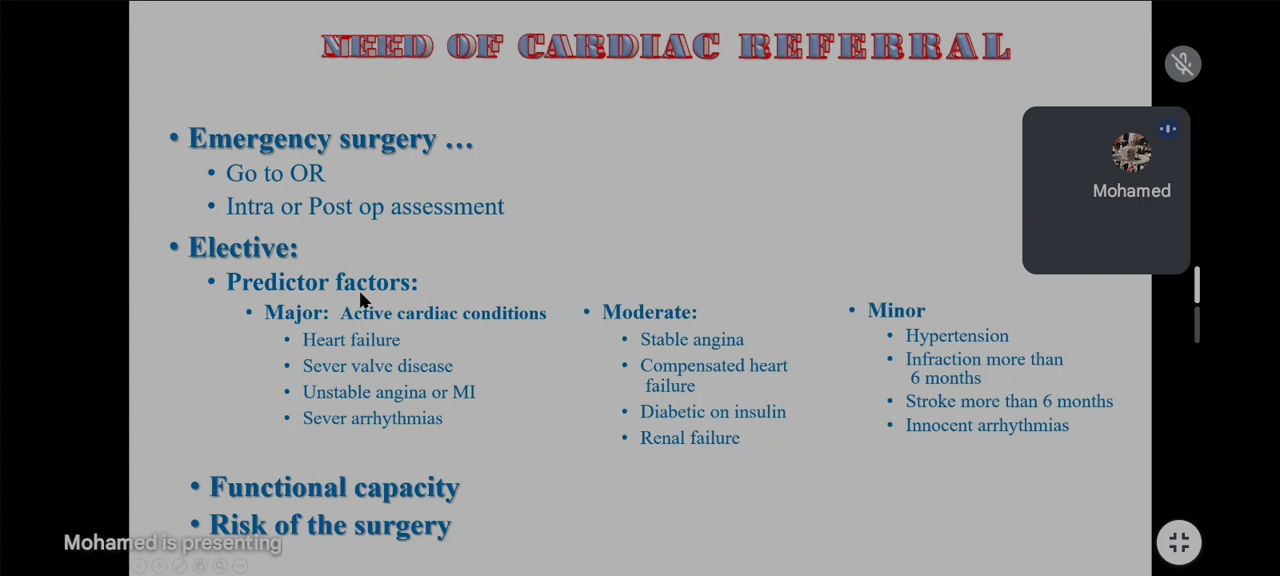 NEED OF CARDIAC REFERRAL
• Emergency surgery …
• Go to OR
• Intra or Post op assessment
• Elective:
• Predictor factors:
• Major: Active cardiac conditions
• Heart failure
• Sever valve disease
• Unstable angina or MI
• Sever arrhythmias
• Moderate:
• Stable angina
• Compensated heart
failure
• Diabetic on insulin
• Renal failure
• Minor
• Hypertension
• Infraction more than
6 months
• Stroke more than 6 months
• Innocent arrhythmias
• Functional capacity
• Risk of the surgery
Mohamed
Mohamed is presenting